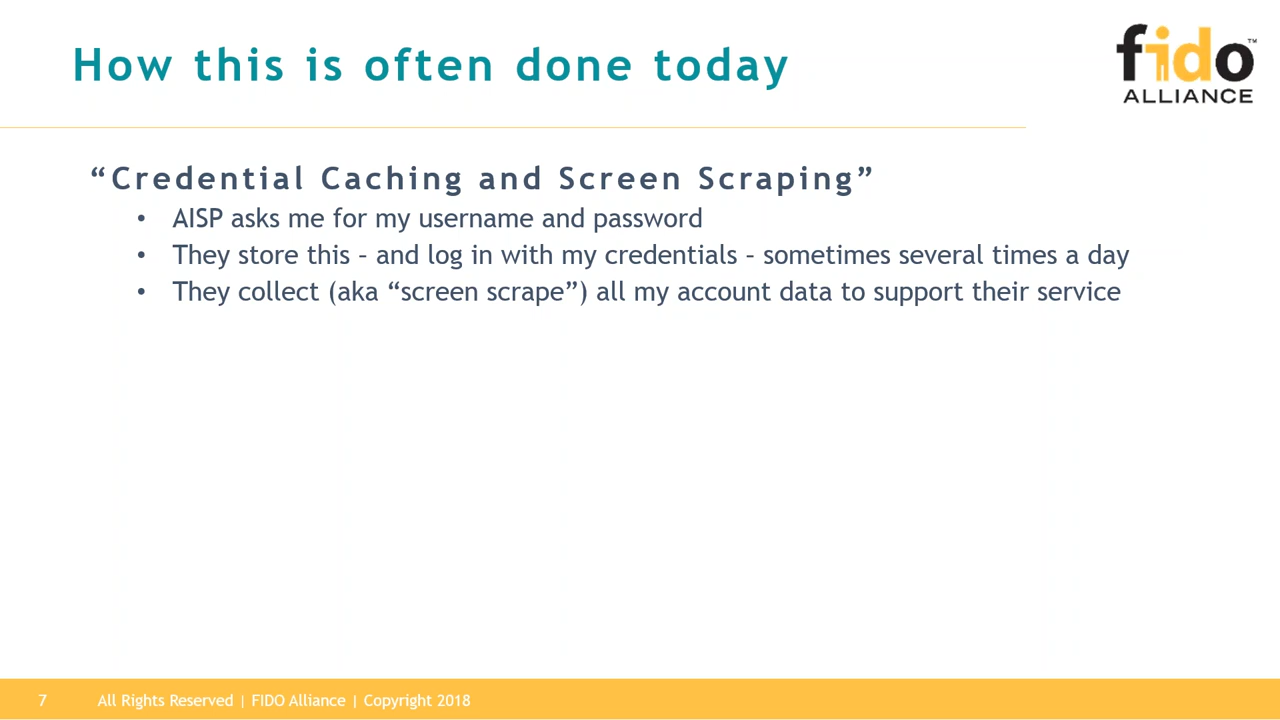 How this is often done today
fido™
ALLIANCE
“Credential Caching and Screen Scraping”
• AISP asks me for my username and password
• They store this – and log in with my credentials – sometimes several times a day
• They collect (aka “screen scrape”) all my account data to support their service
7 All Rights Reserved | FIDO Alliance | Copyright 2018